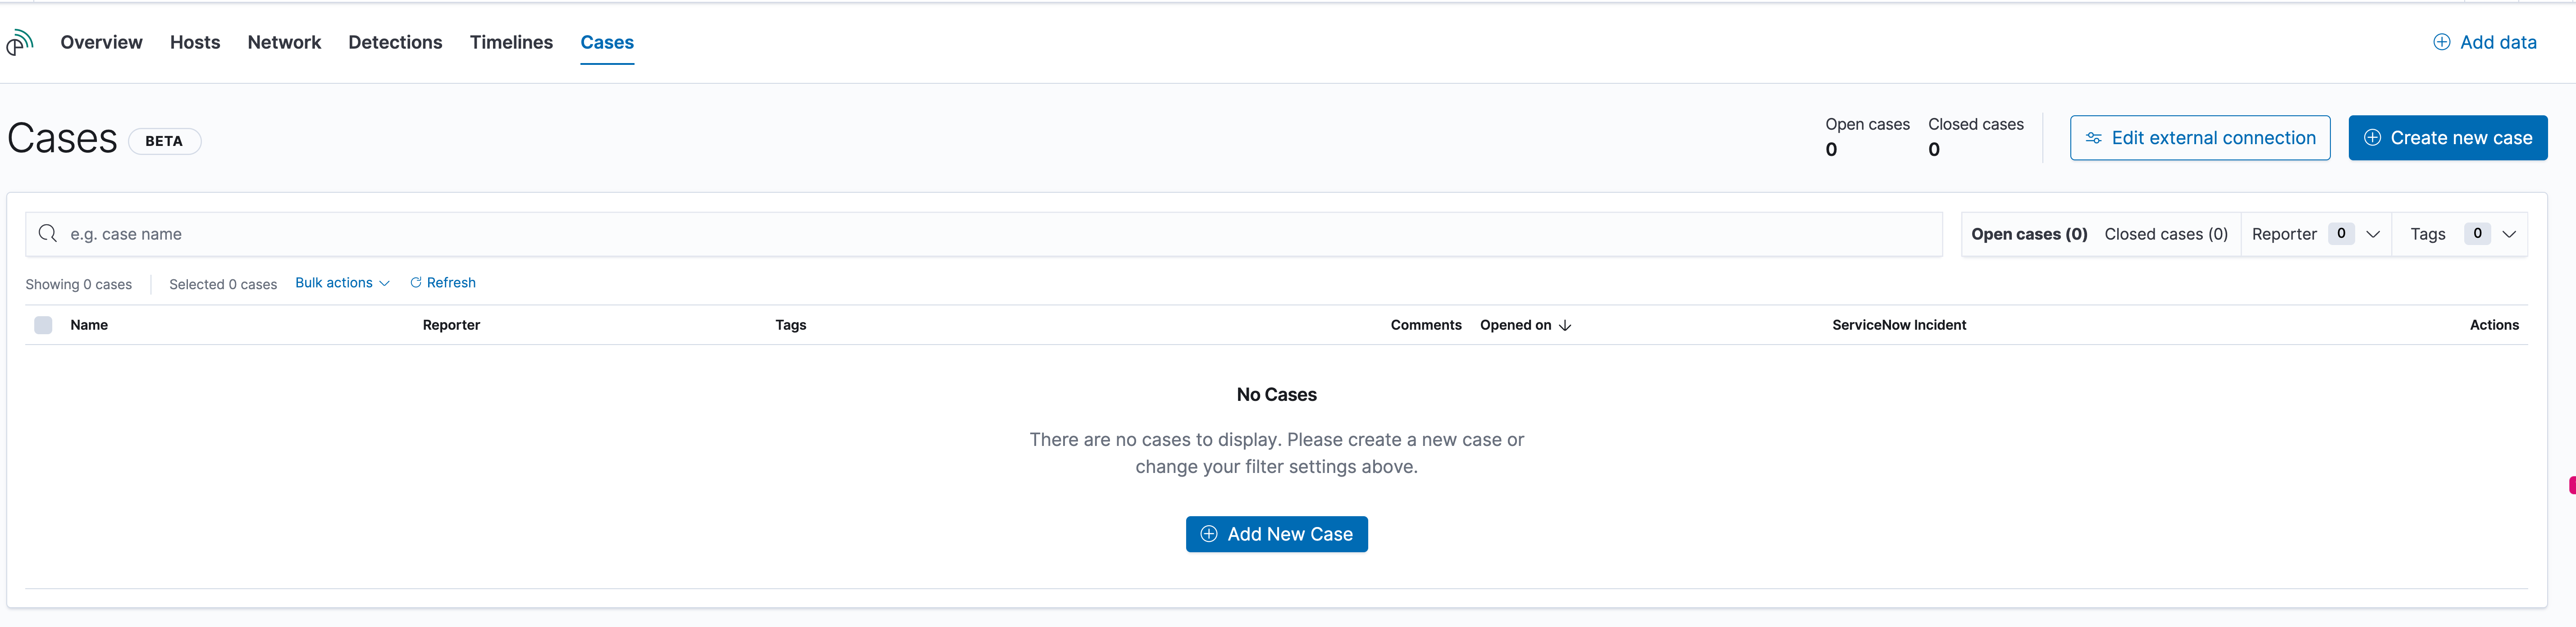 Overview Hosts Network Detections Timelines Cases Add data
Cases BETA
Open cases Closed cases
0 0
Edit external connection Create new case
e.g. case name Open cases (0) Closed cases (0) Reporter 0 Tags 0
Showing 0 cases Selected 0 cases Bulk actions Refresh
Name Reporter Tags Comments Opened on ServiceNow Incident Actions
No Cases
There are no cases to display. Please create a new case or
change your filter settings above.
Add New Case